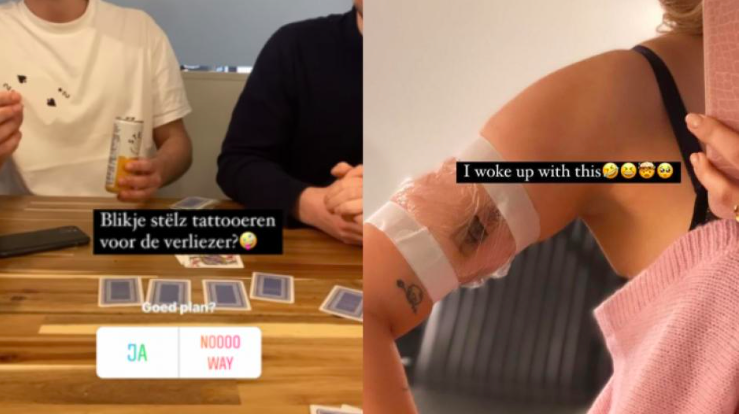 Blikje stëlz tattooeren
voor de verliezer?🤪
Goed plan?
JA
NOOOO
WAY
I woke up with this🤣🥴🤯🥺